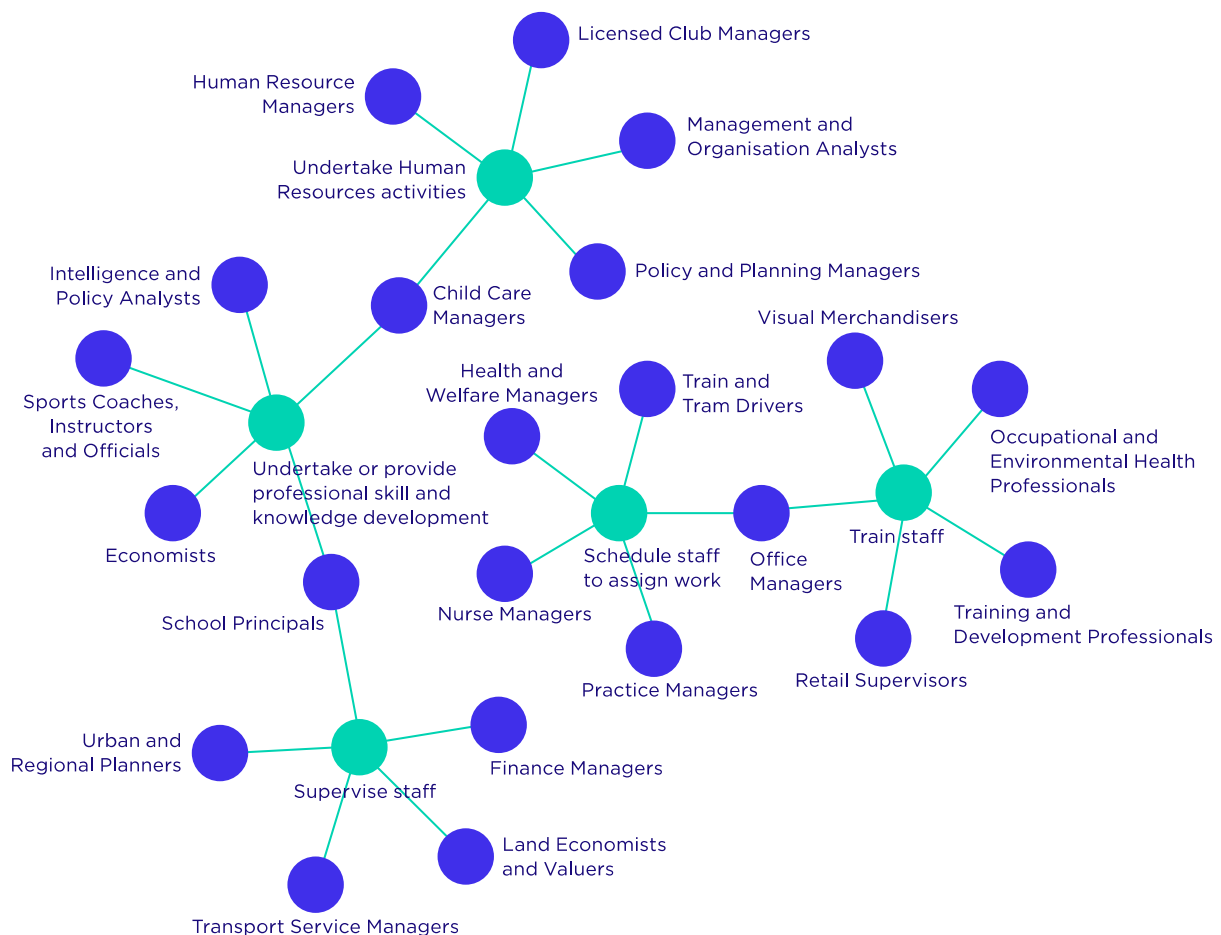 Licensed Club Managers
Human Resource
Managers
Management and
Organisation Analysts
Undertake Human
Resources activities
Policy and Planning Managers
Intelligence and
Policy Analysts
Child Care
Managers
Visual Merchandisers
Health and
Welfare Managers
Train and
Tram Drivers
Sports Coaches,
Instructors
and Officials
Occupational and
Environmental Health
Professionals
Undertake or provide
professional skill and
knowledge development
Economists
Schedule staff
to assign work
Office
Managers
Train staff
Nurse Managers
School Principals
Training and
Development Professionals
Practice Managers
Retail Supervisors
Urban and
Regional Planners
Finance Managers
Supervise staff
Land Economists
and Valuers
Transport Service Managers